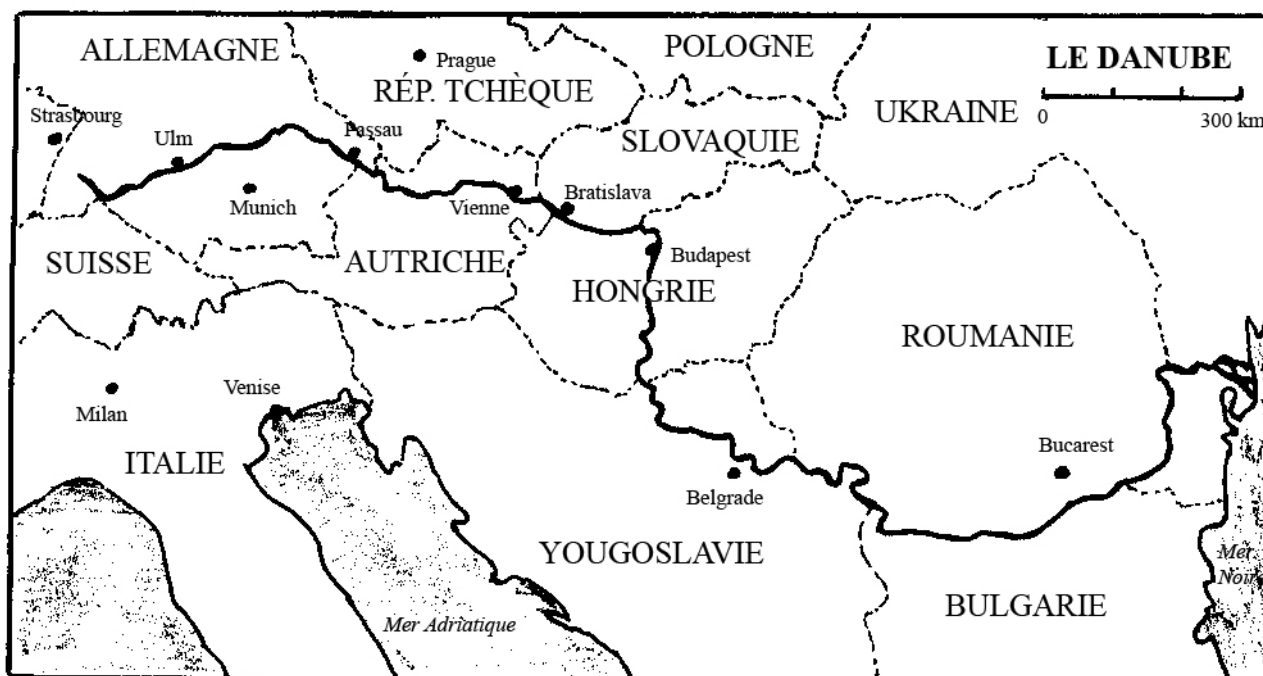 ALLEMAGNE
Prague
POLOGNE
LE DANUBE
RÉP. TCHÈQUE
UKRAINE
Strasbourg
0 300 km
Ulm
Passau
SLOVAQUIE
Munich
Vienne
Bratislava
SUISSE
AUTRICHE
Budapest
HONGRIE
ROUMANIE
Milan
Venise
ITALIE
Bucarest
Belgrade
YOUGOSLAVIE
Mer
Noire
BULGARIE
Mer Adriatique